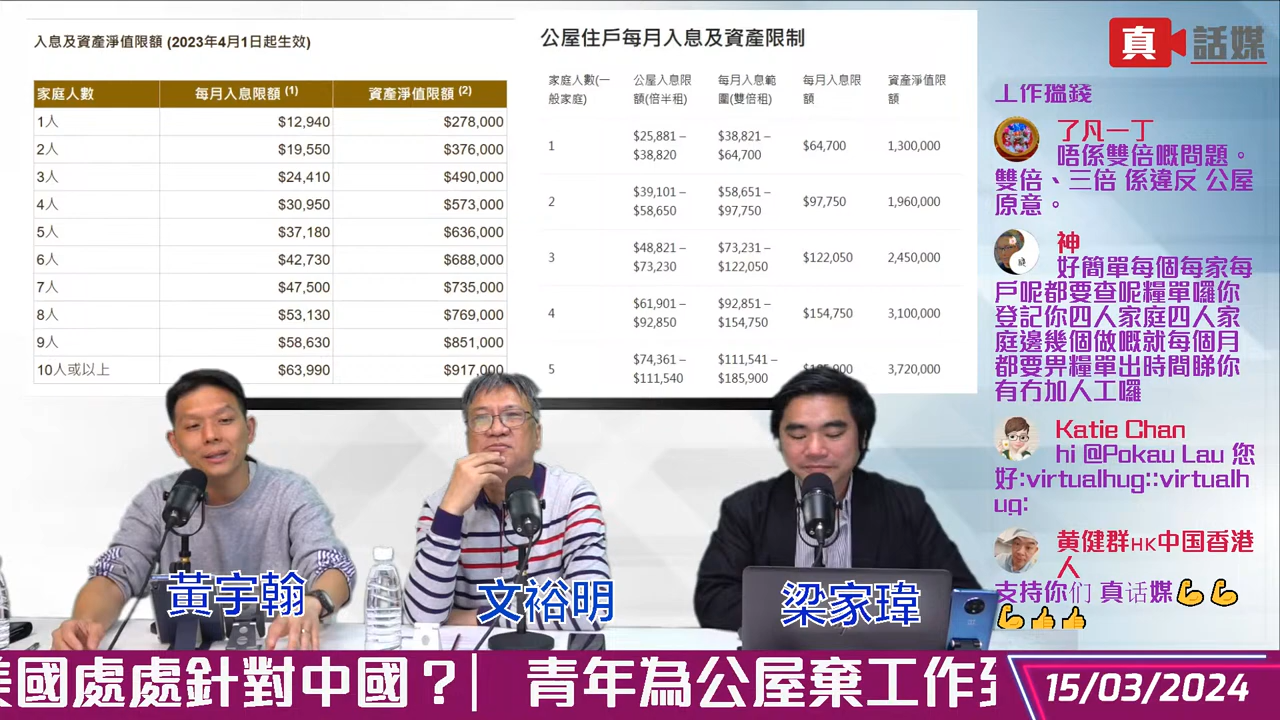 入息及資產淨值限額 (2023年4月1日起生效)
家庭人數 每月入息限額 (1) 資產淨值限額 (2)
1人 $12,940 $278,000
2人 $19,550 $376,000
3人 $24,410 $490,000
4人 $30,950 $573,000
5人 $37,180 $636,000
6人 $42,730 $688,000
7人 $47,500 $735,000
8人 $53,130 $769,000
9人 $58,630 $851,000
10人或以上 $63,990 $917,000
公屋住戶每月入息及資產限制
家庭人數(一 公屋入息限 每月入息範 每月入息限 資產淨值限
般家庭) 額(倍半租) 圍(雙倍租) 額 額
1 $25,881 – $38,821 – $64,700 1,300,000
$38,820 $64,700
2 $39,101 – $58,651 – $97,750 1,960,000
$58,650 $97,750
3 $48,821 – $73,231 – $122,050 2,450,000
$73,230 $122,050
4 $61,901 – $92,851 – $154,750 3,100,000
$92,850 $154,750
5 $74,361 – $111,541 – 3,720,000
$111,540 $185,900
真 話媒
工作搵錢
了凡一丁
唔係雙倍嘅問題。
雙倍、三倍 係違反 公屋
原意。
神
好簡單每個每家每
戶呢都要查呢糧單囉你
登記你四人家庭四人家
庭邊幾個做嘅就每個月
都要畀糧單出時間睇你
有冇加人工囉
Katie Chan
hi @Pokau Lau 您
好:virtualhug::virtualh
ug:
黄健群HK中国香港
人
支持你们 真话媒💪💪
💪👍👍
黃宇翰
文裕明
梁家瑋
國處處針對中國？| 青年為公屋棄工作
15/03/2024